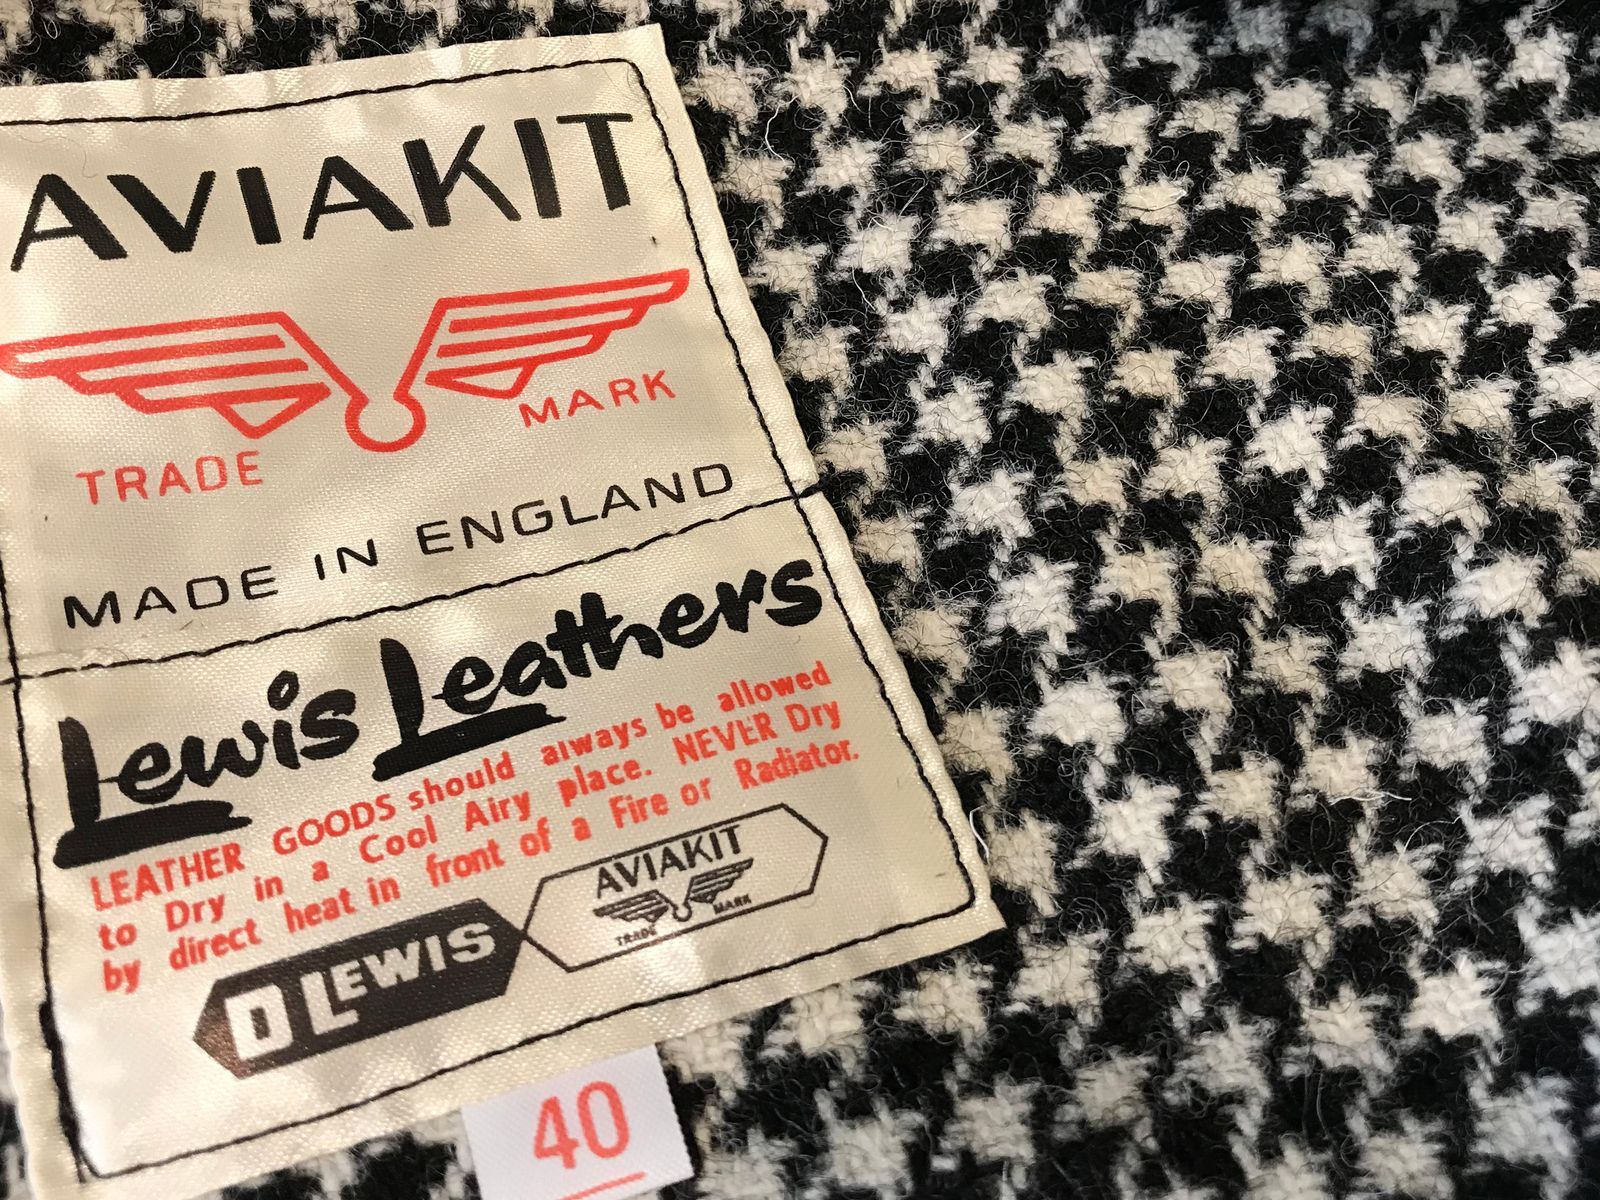 AVIAKIT
TRADE MARK
MADE IN ENGLAND
Lewis Leathers
LEATHER GOODS should always be allowed
to Dry in a Cool Airy place. NEVER Dry
by direct heat in front of a Fire or Radiator.
D LEWIS
AVIAKIT
TRADE MARK
40